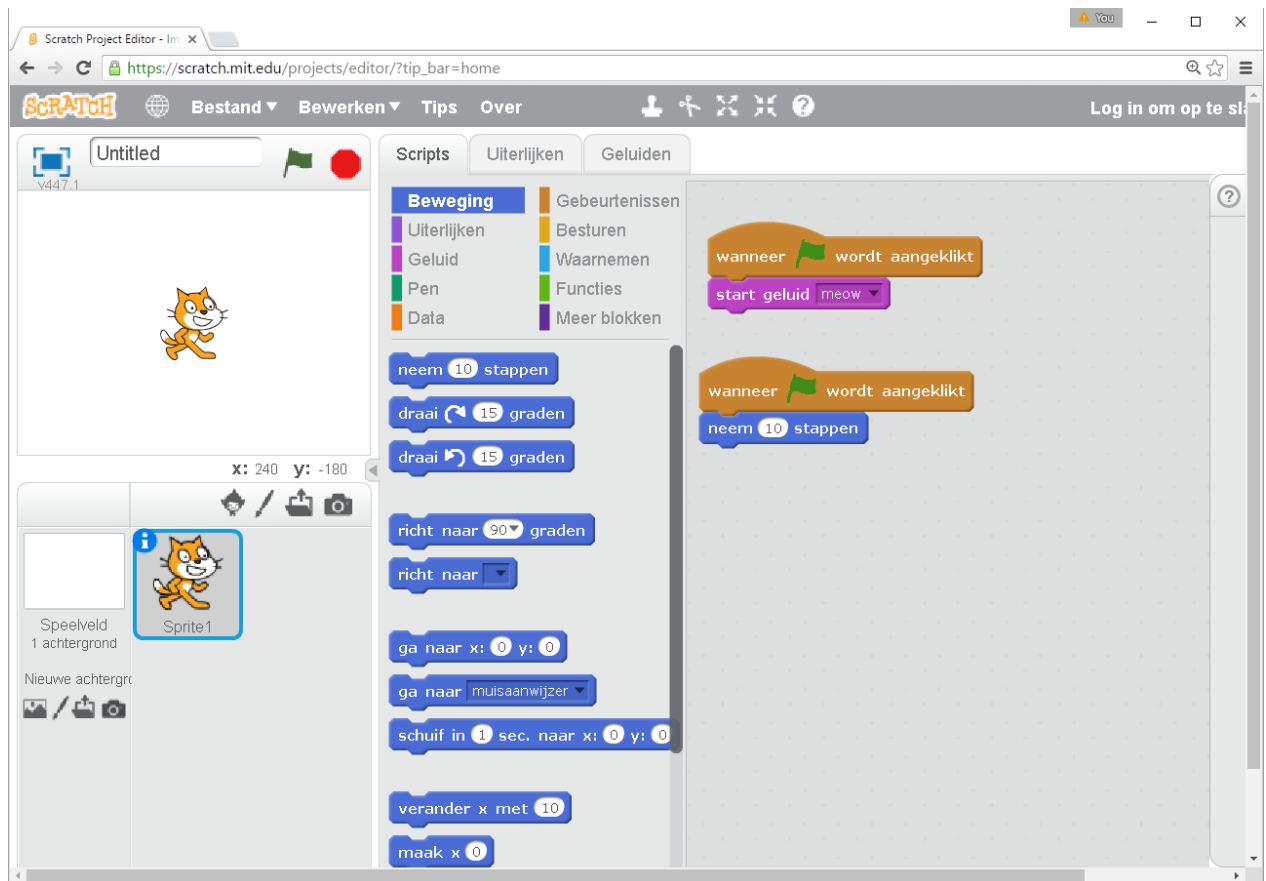 You
Scratch Project Editor - Im
https://scratch.mit.edu/projects/editor/?tip_bar=home
SCRATCH Bestand Bewerken Tips Over Log in om op te sla
Untitled
v447.1
Scripts Uiterlijken Geluiden
Beweging Gebeurtenissen
Uiterlijken Besturen
Geluid Waarnemen
Pen Functies
Data Meer blokken
neem 10 stappen
draai 15 graden
draai 15 graden
richt naar 90 graden
richt naar
ga naar x: 0 y: 0
ga naar muisaanwijzer
schuif in 1 sec. naar x: 0 y: 0
verander x met 10
maak x 0
wanneer wordt aangeklikt
start geluid meow
wanneer wordt aangeklikt
neem 10 stappen
x: 240 y: -180
Speelveld
1 achtergrond
Nieuwe achtergro
Sprite1